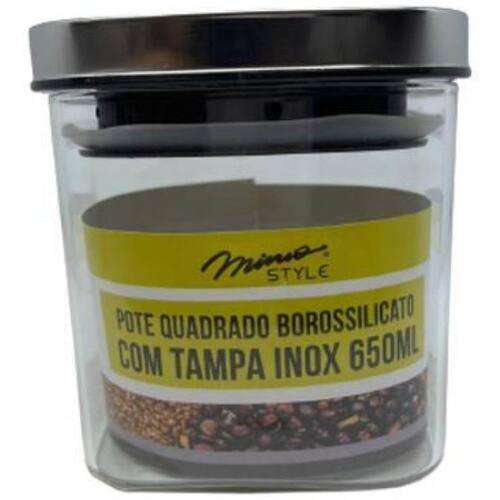 mimo®
STYLE
POTE QUADRADO BOROSSILICATO
COM TAMPA INOX 650ML